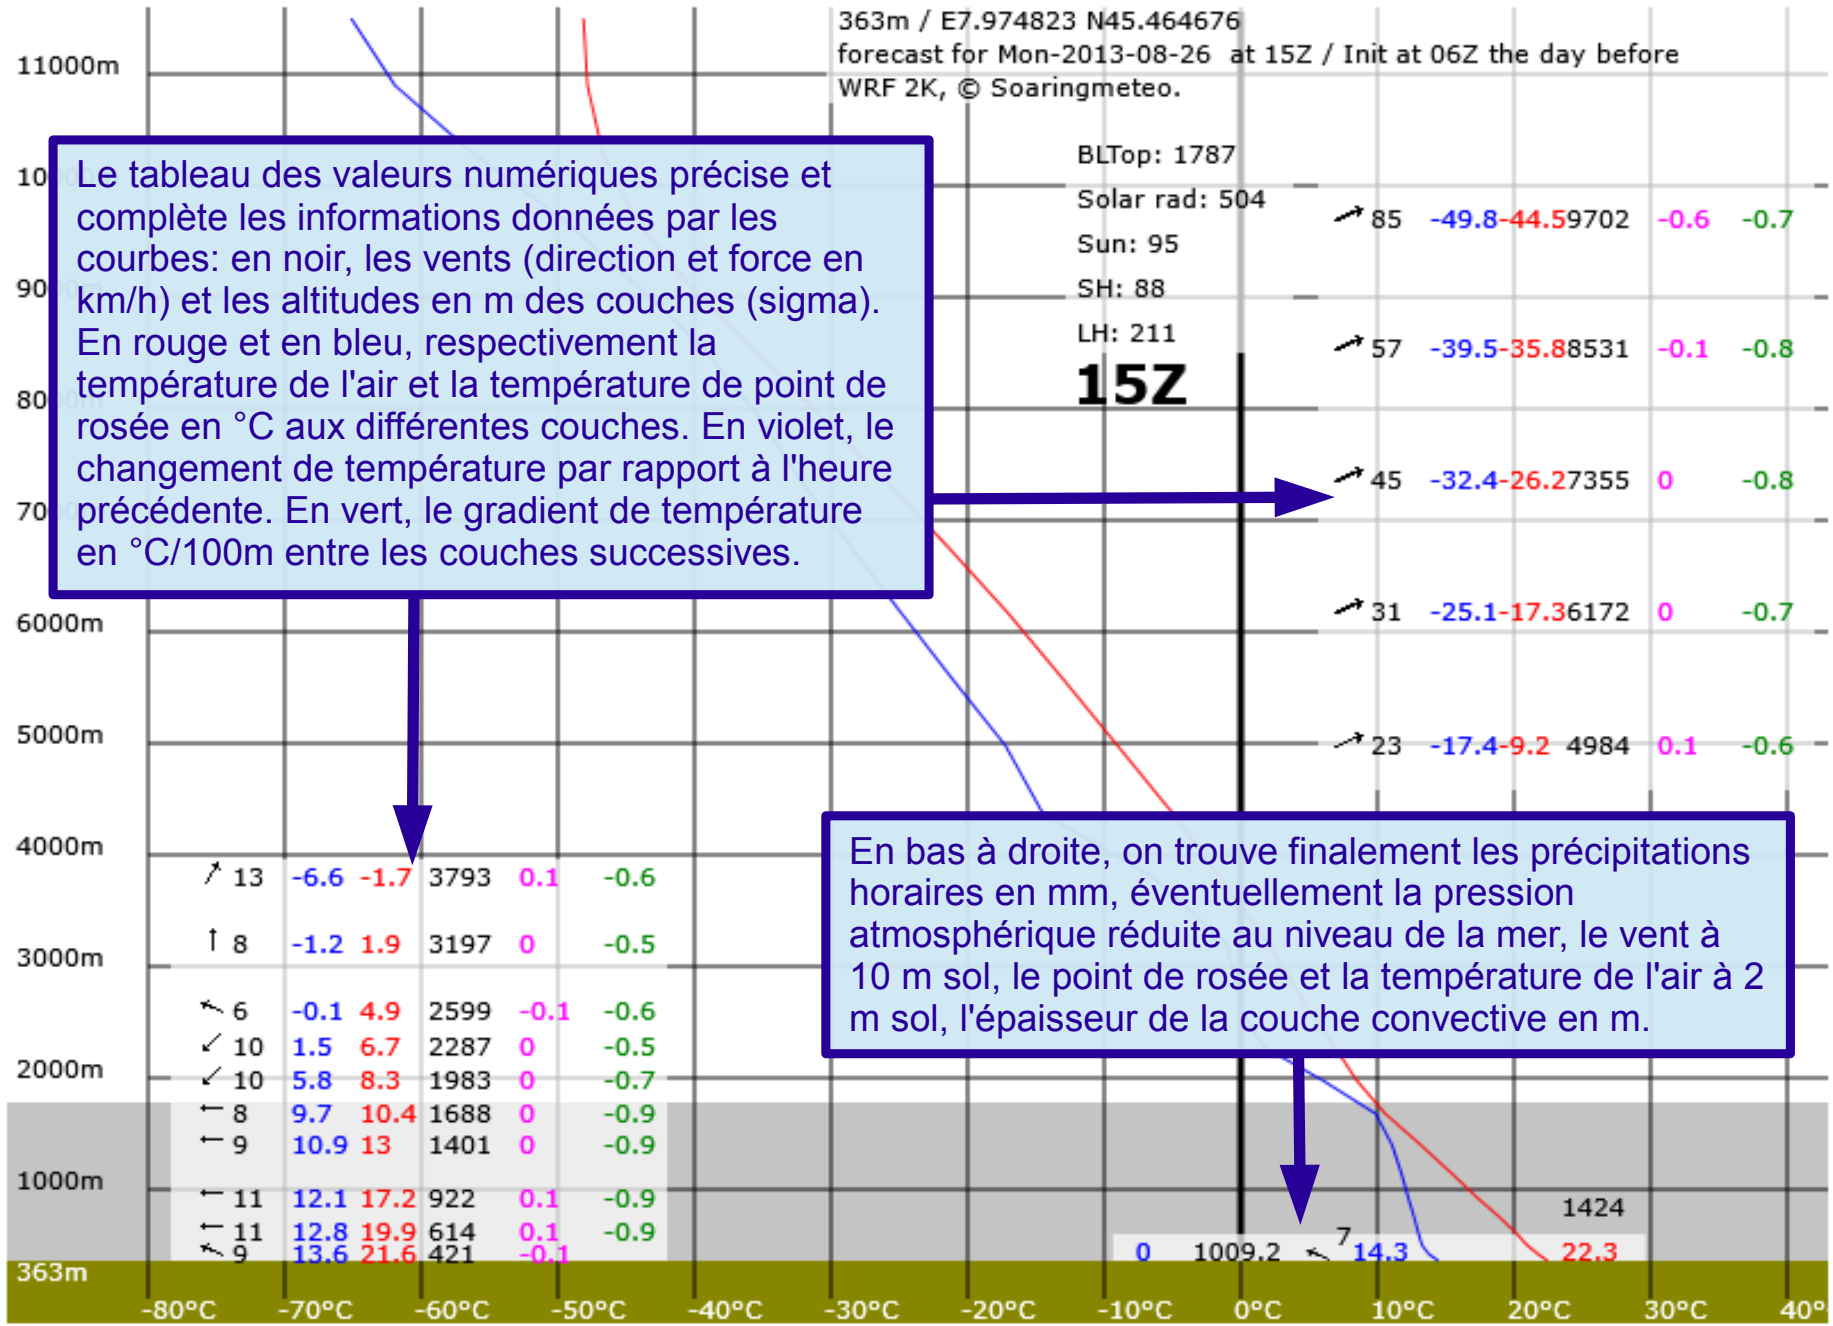 363m / E7.974823 N45.464676
forecast for Mon-2013-08-26 at 15Z / Init at 06Z the day before
WRF 2K, © Soaringmeteo.
11000m
BLTop: 1787
Solar rad: 504
Sun: 95
SH: 88
LH: 211
15Z
Le tableau des valeurs numériques précise et
complète les informations données par les
courbes: en noir, les vents (direction et force en
km/h) et les altitudes en m des couches (sigma).
En rouge et en bleu, respectivement la
température de l'air et la température de point de
rosée en °C aux différentes couches. En violet, le
changement de température par rapport à l'heure
précédente. En vert, le gradient de température
en °C/100m entre les couches successives.
10
90
80
70
85 -49.8 -44.5 9702 -0.6 -0.7
57 -39.5 -35.8 8531 -0.1 -0.8
45 -32.4 -26.2 7355 0 -0.8
31 -25.1 -17.3 6172 0 -0.7
23 -17.4 -9.2 4984 0.1 -0.6
6000m
5000m
4000m
3000m
2000m
1000m
363m
En bas à droite, on trouve finalement les précipitations
horaires en mm, éventuellement la pression
atmosphérique réduite au niveau de la mer, le vent à
10 m sol, le point de rosée et la température de l'air à 2
m sol, l'épaisseur de la couche convective en m.
13 -6.6 -1.7 3793 0.1 -0.6
8 -1.2 1.9 3197 0 -0.5
6 -0.1 4.9 2599 -0.1 -0.6
10 1.5 6.7 2287 0 -0.5
10 5.8 8.3 1983 0 -0.7
8 9.7 10.4 1688 0 -0.9
9 10.9 13 1401 0 -0.9
11 12.1 17.2 922 0.1 -0.9
11 12.8 19.9 614 0.1 -0.9
9 13.6 21.6 421 -0.1
1424
0 1009.2 7 14.3 22.3
-80°C -70°C -60°C -50°C -40°C -30°C -20°C -10°C 0°C 10°C 20°C 30°C 40°